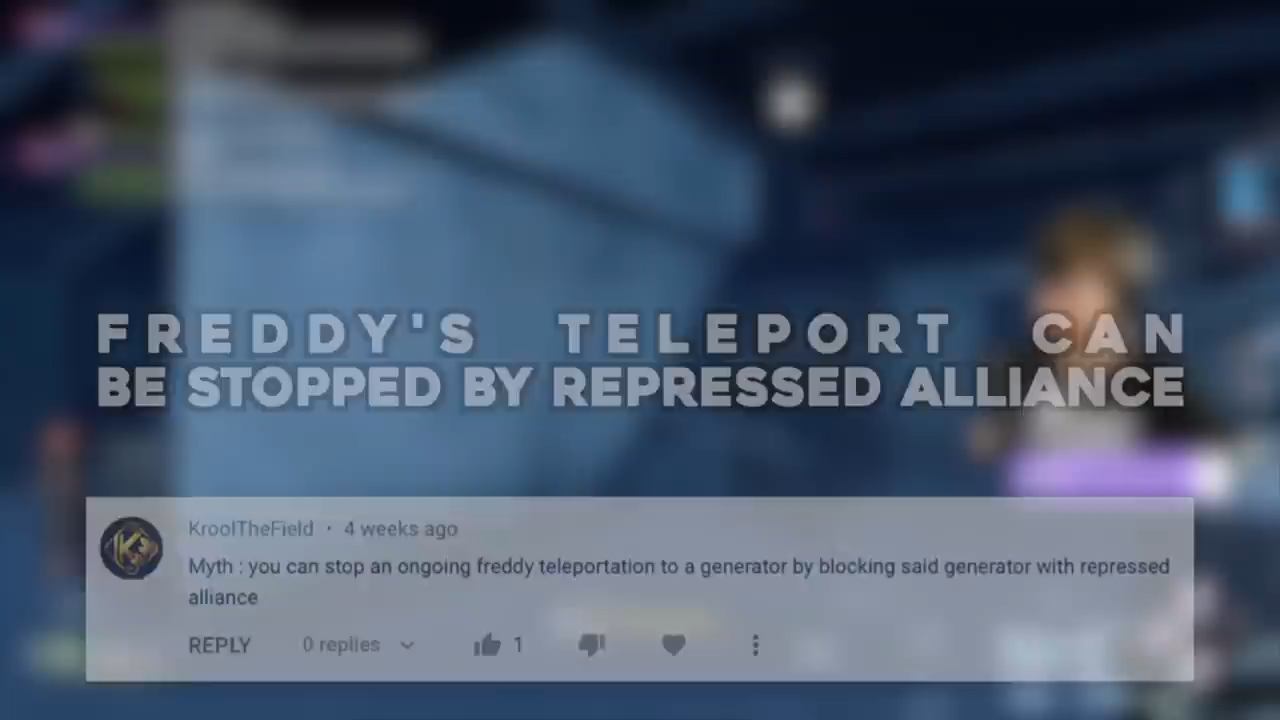 FREDDY'S TELEPORT CAN
BE STOPPED BY REPRESSED ALLIANCE
KroolTheField · 4 weeks ago
Myth : you can stop an ongoing freddy teleportation to a generator by blocking said generator with repressed
alliance
REPLY 0 replies 1